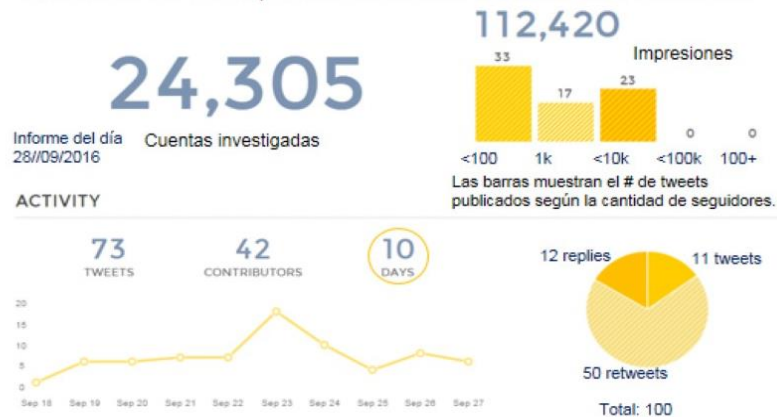 112,420
Impresiones
24,305
Cuentas investigadas
Informe del día
28//09/2016
33
17
23
0
0
<100 1k <10k <100k 100+
Las barras muestran el # de tweets
publicados según la cantidad de seguidores.
ACTIVITY
73
TWEETS
42
CONTRIBUTORS
10
DAYS
20
15
10
5
0
Sep 18 Sep 19 Sep 20 Sep 21 Sep 22 Sep 23 Sep 24 Sep 25 Sep 26 Sep 27
12 replies
11 tweets
50 retweets
Total: 100